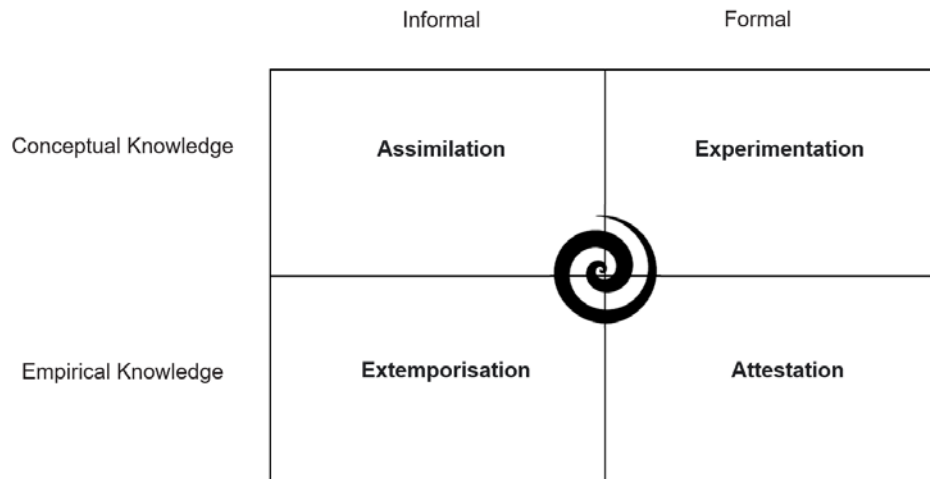 Informal Formal
Conceptual Knowledge Assimilation Experimentation
Empirical Knowledge Extemporisation Attestation